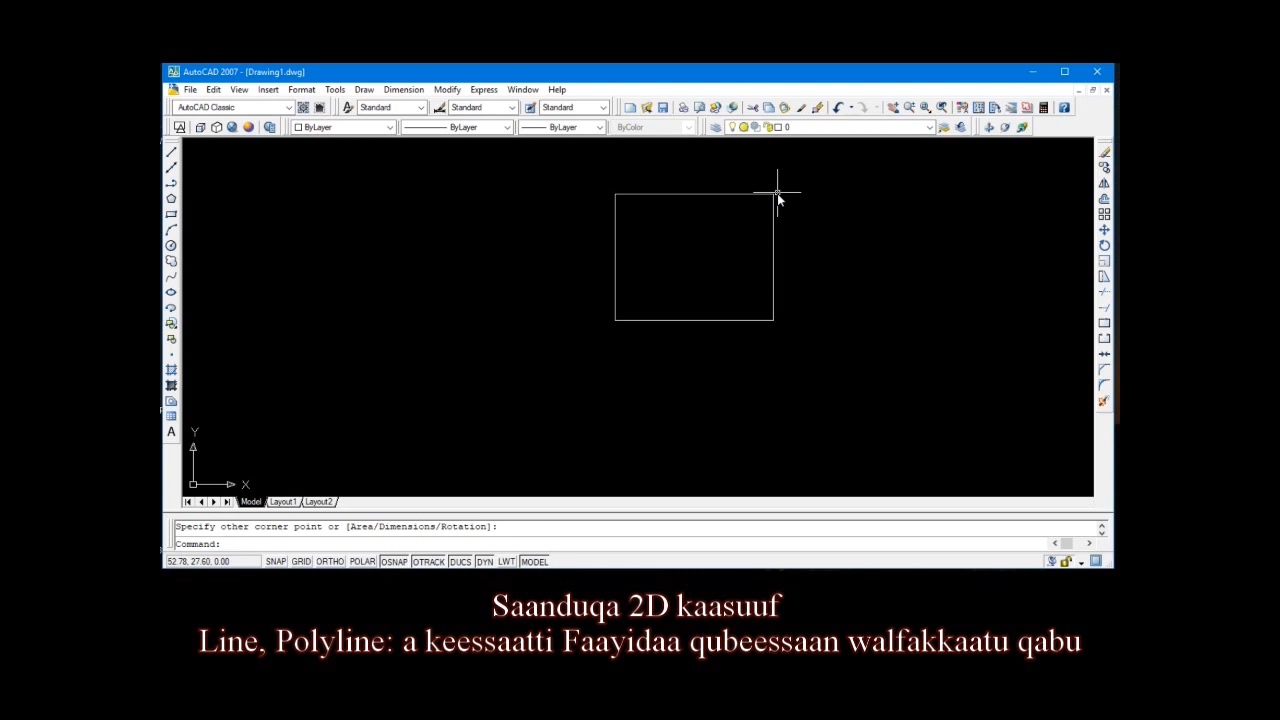 AutoCAD 2007 - [Drawing1.dwg]
File Edit View Insert Format Tools Draw Dimension Modify Express Window Help
AutoCAD Classic Standard Standard Standard
ByLayer ByLayer ByLayer ByColor 0
Y
X
Model Layout1 Layout2
Specify other corner point or [Area/Dimensions/Rotation]:
Command:
52.78, 27.60, 0.00 SNAP GRID ORTHO POLAR OSNAP OTRACK DUCS DYN LWT MODEL
Saanduqa 2D kaasuuf
Line, Polyline: a keessaatti Faayidaa qubeessaan walfakkaatu qabu